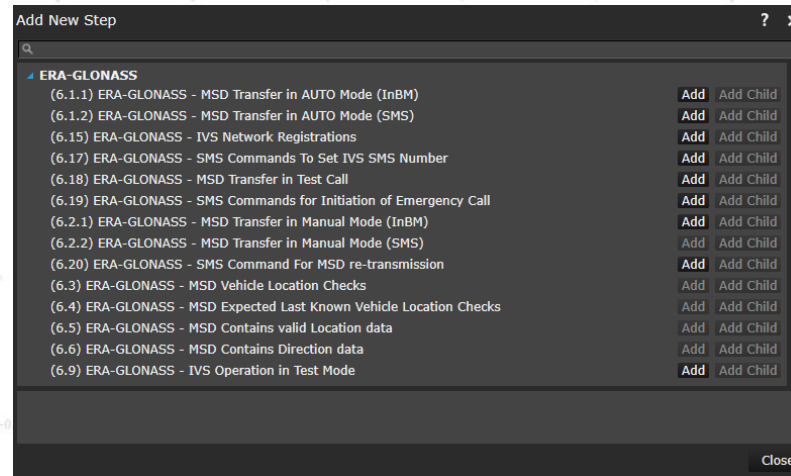 Add New Step ?
ERA-GLONASS
(6.1.1) ERA-GLONASS - MSD Transfer in AUTO Mode (InBM) Add Add Child
(6.1.2) ERA-GLONASS - MSD Transfer in AUTO Mode (SMS) Add Add Child
(6.15) ERA-GLONASS - IVS Network Registrations Add Add Child
(6.17) ERA-GLONASS - SMS Commands To Set IVS SMS Number Add Add Child
(6.18) ERA-GLONASS - MSD Transfer in Test Call Add Add Child
(6.19) ERA-GLONASS - SMS Commands for Initiation of Emergency Call Add Add Child
(6.2.1) ERA-GLONASS - MSD Transfer in Manual Mode (InBM) Add Add Child
(6.2.2) ERA-GLONASS - MSD Transfer in Manual Mode (SMS) Add Add Child
(6.20) ERA-GLONASS - SMS Command For MSD re-transmission Add Add Child
(6.3) ERA-GLONASS - MSD Vehicle Location Checks Add Add Child
(6.4) ERA-GLONASS - MSD Expected Last Known Vehicle Location Checks Add Add Child
(6.5) ERA-GLONASS - MSD Contains valid Location data Add Add Child
(6.6) ERA-GLONASS - MSD Contains Direction data Add Add Child
(6.9) ERA-GLONASS - IVS Operation in Test Mode Add Add Child
Close